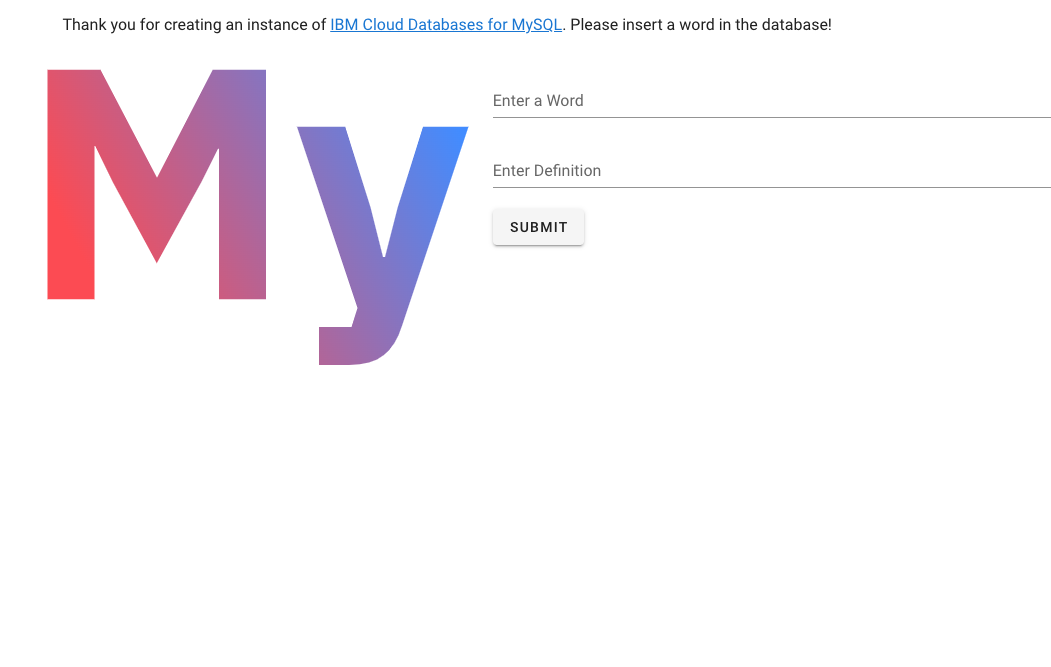 Thank you for creating an instance of IBM Cloud Databases for MySQL. Please insert a word in the database!
My
Enter a Word
Enter Definition
SUBMIT